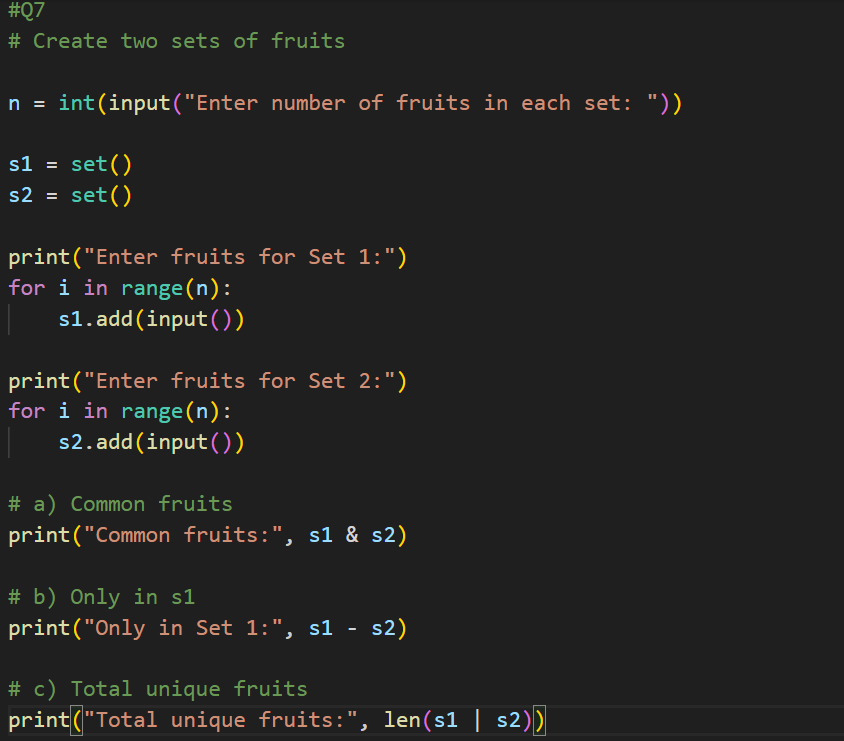 #Q7
# Create two sets of fruits
n = int(input("Enter number of fruits in each set: "))
s1 = set()
s2 = set()
print("Enter fruits for Set 1:")
for i in range(n):
    s1.add(input())
print("Enter fruits for Set 2:")
for i in range(n):
    s2.add(input())
# a) Common fruits
print("Common fruits:", s1 & s2)
# b) Only in s1
print("Only in Set 1:", s1 - s2)
# c) Total unique fruits
print("Total unique fruits:", len(s1 | s2))